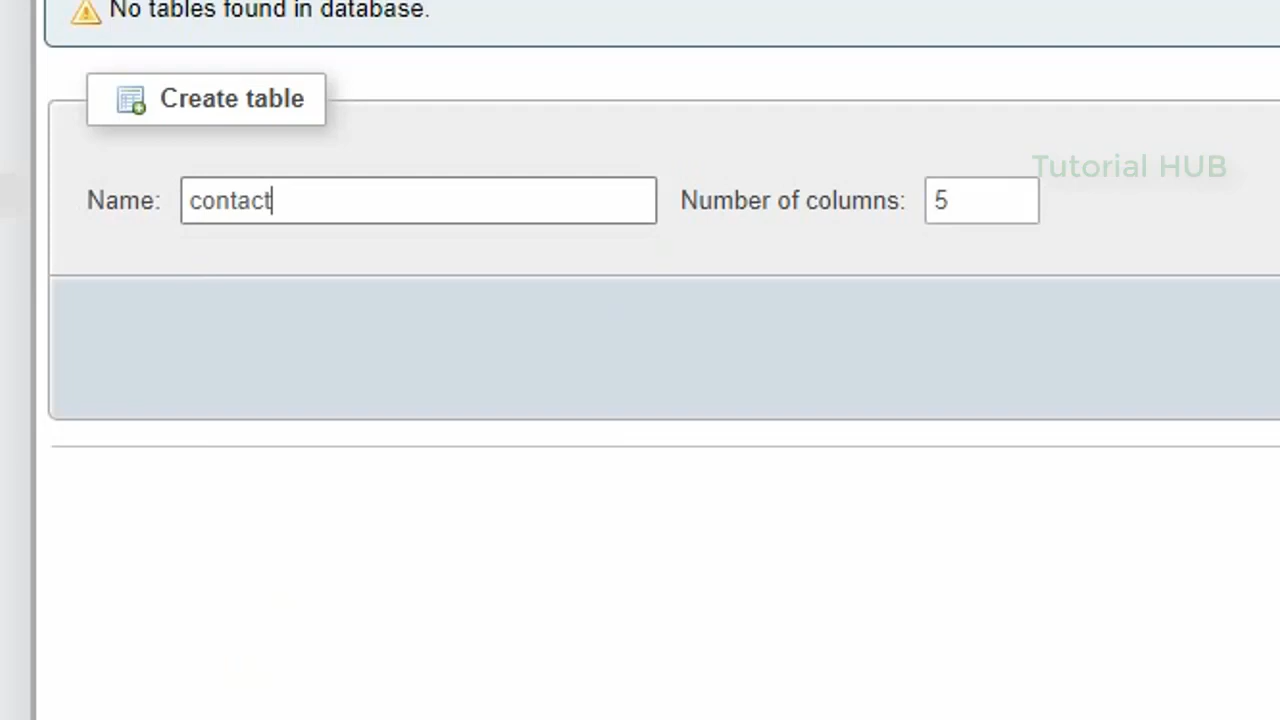 No tables found in database.
Create table
Tutorial HUB
Name: contact Number of columns: 5